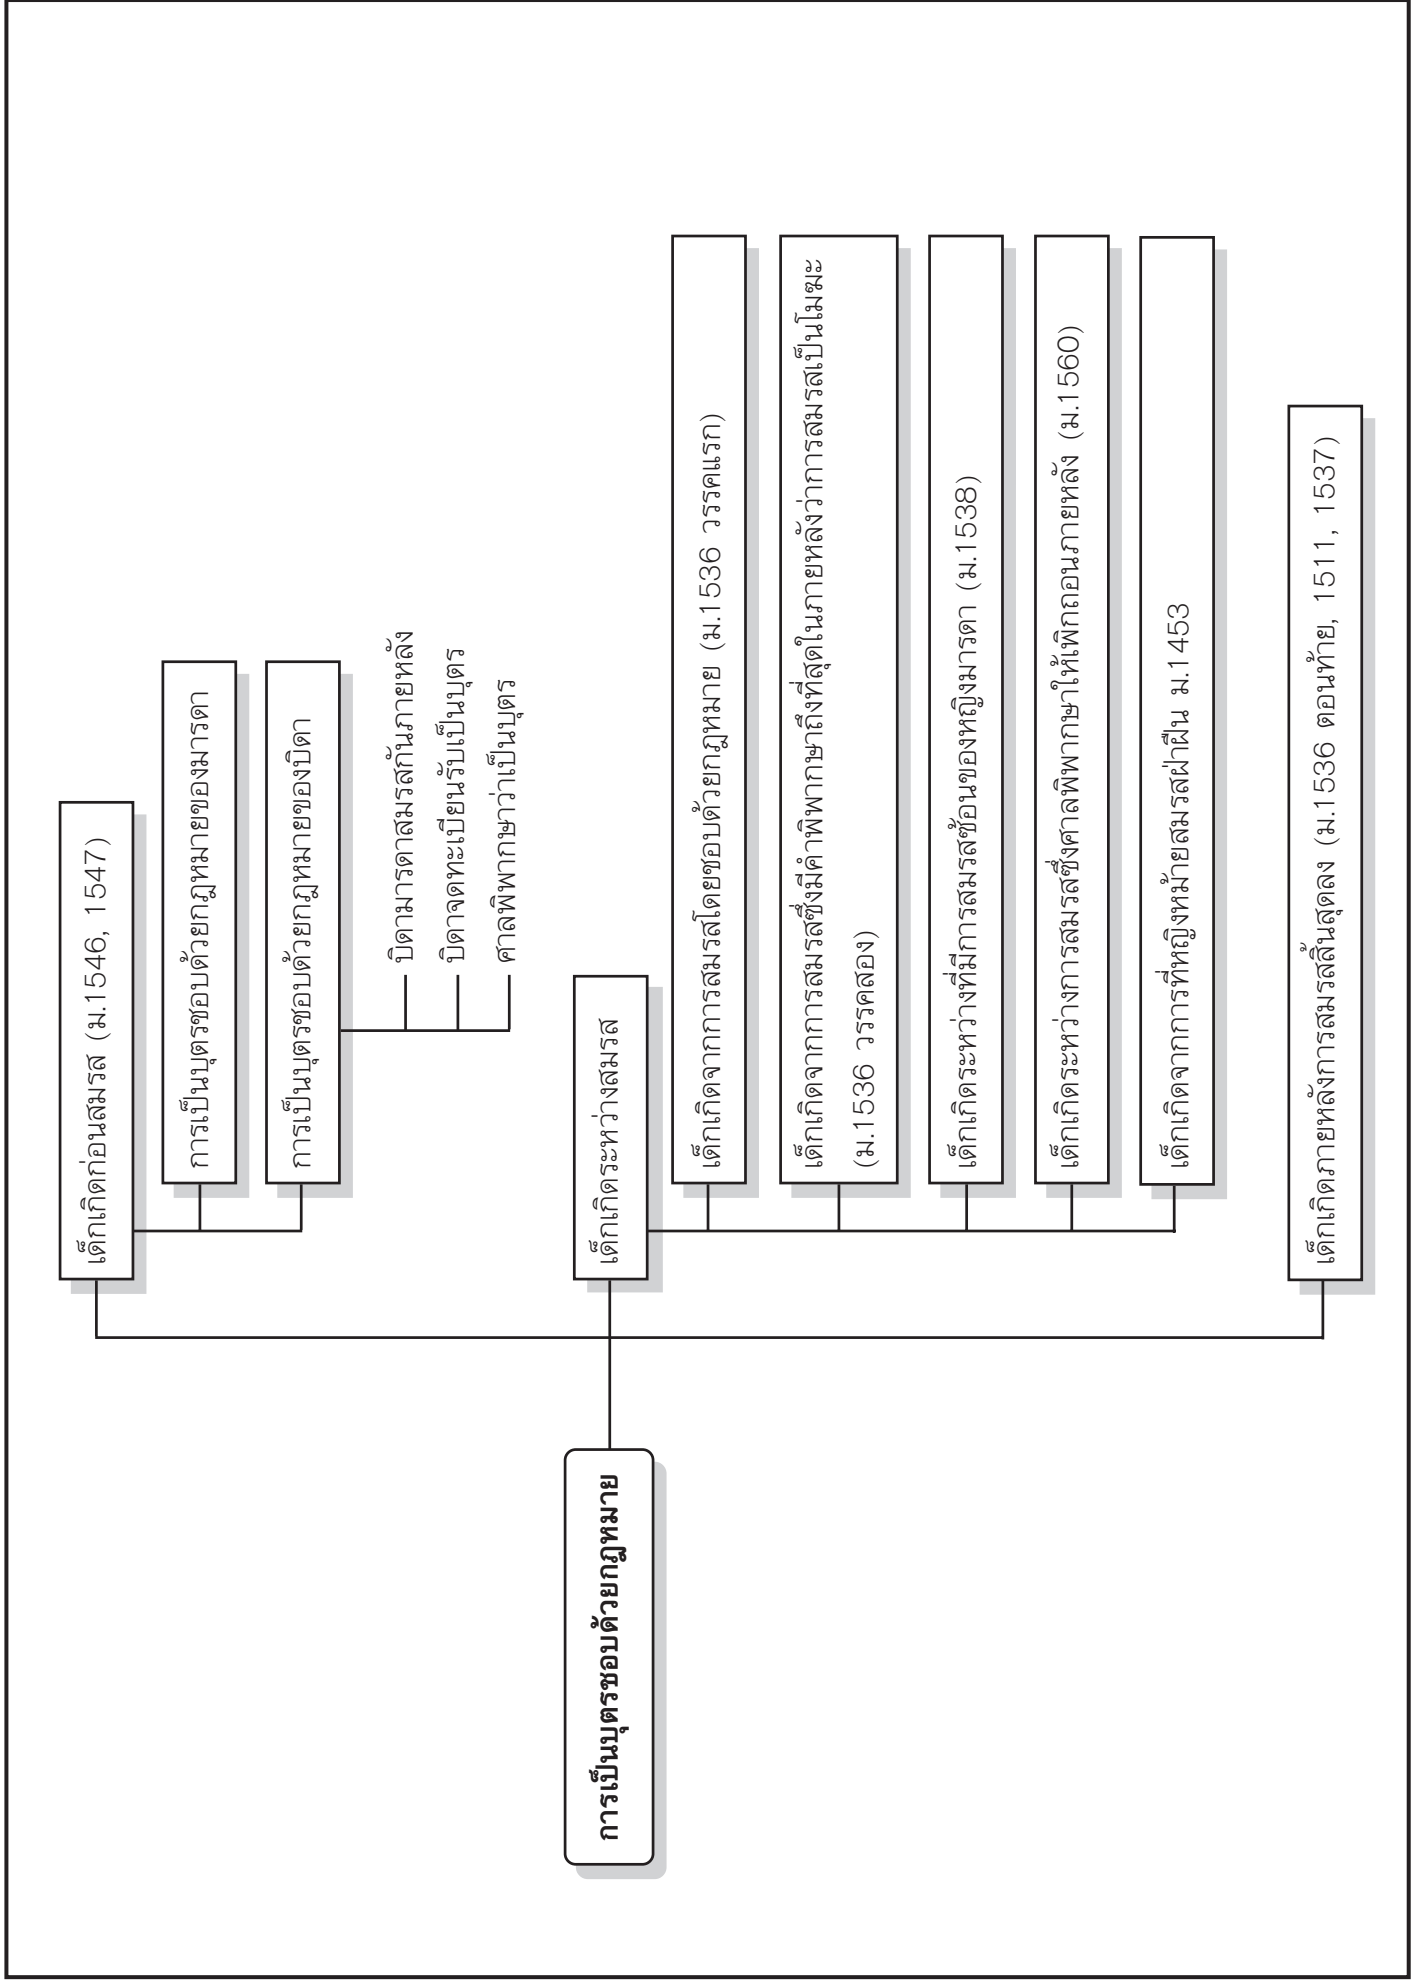 การเป็นบุตรชอบด้วยกฎหมาย
เด็กเกิดก่อนสมรส (ม.1546, 1547)
การเป็นบุตรชอบด้วยกฎหมายของมารดา
การเป็นบุตรชอบด้วยกฎหมายของบิดา
บิดามารดาสมรสกันภายหลัง
บิดาจดทะเบียนรับเป็นบุตร
ศาลพิพากษาว่าเป็นบุตร
เด็กเกิดระหว่างสมรส
เด็กเกิดจากการสมรสโดยชอบด้วยกฎหมาย (ม.1536 วรรคแรก)
เด็กเกิดจากการสมรสซึ่งมีคำพิพากษาถึงที่สุดในภายหลังว่าการสมรสเป็นโมฆะ
(ม.1536 วรรคสอง)
เด็กเกิดระหว่างที่มีการสมรสซ้อนของหญิงมารดา (ม.1538)
เด็กเกิดระหว่างการสมรสซึ่งศาลพิพากษาให้เพิกถอนภายหลัง (ม.1560)
เด็กเกิดจากการที่หญิงหม้ายสมรสฝ่าฝืน ม.1453
เด็กเกิดภายหลังการสมรสสิ้นสุดลง (ม.1536 ตอนท้าย, 1511, 1537)